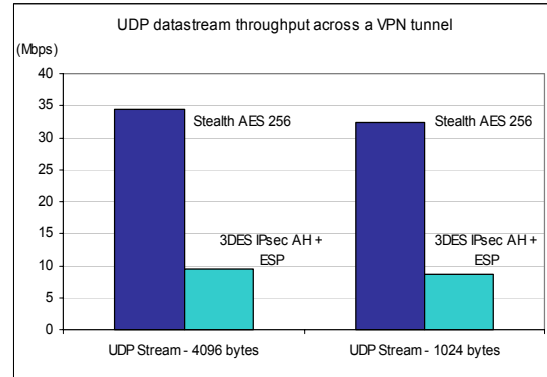 UDP datastream throughput across a VPN tunnel
(Mbps)
40
35
30
25
20
15
10
5
0
Stealth AES 256
Stealth AES 256
3DES IPsec AH +
ESP
3DES IPsec AH +
ESP
UDP Stream - 4096 bytes
UDP Stream - 1024 bytes